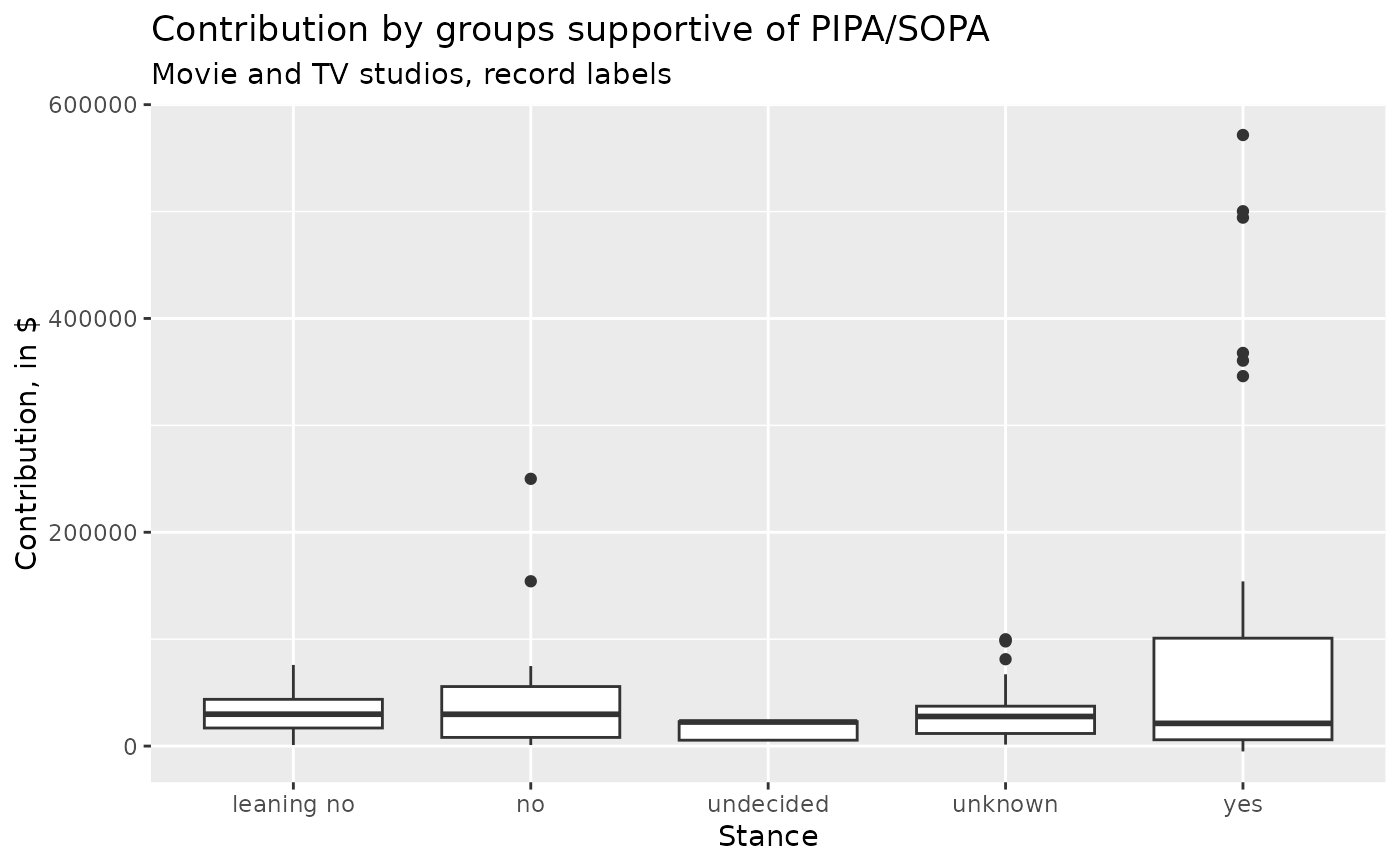 Contribution by groups supportive of PIPA/SOPA
Movie and TV studios, record labels
600000
400000
200000
0
Contribution, in $
leaning no
no
undecided
unknown
yes
Stance